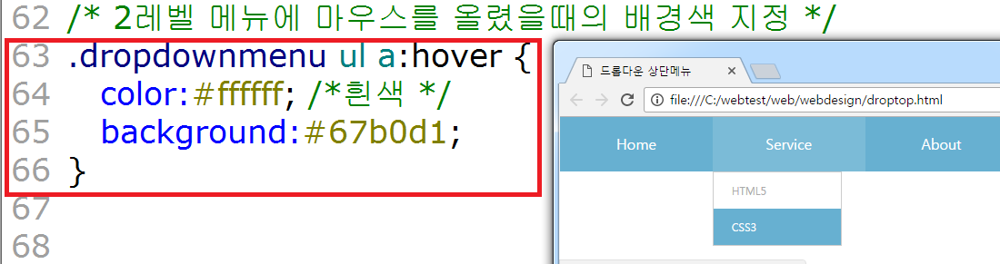 62 /* 2레벨 메뉴에 마우스를 올렸을때의 배경색 지정 */
63 .dropdownmenu ul a:hover {
64 color:#ffffff; /*흰색 */
65 background:#67b0d1;
66 }
67
68
드롭다운 상단메뉴
file:///C:/webtest/web/webdesign/droptop.html
Home Service About
HTML5
CSS3